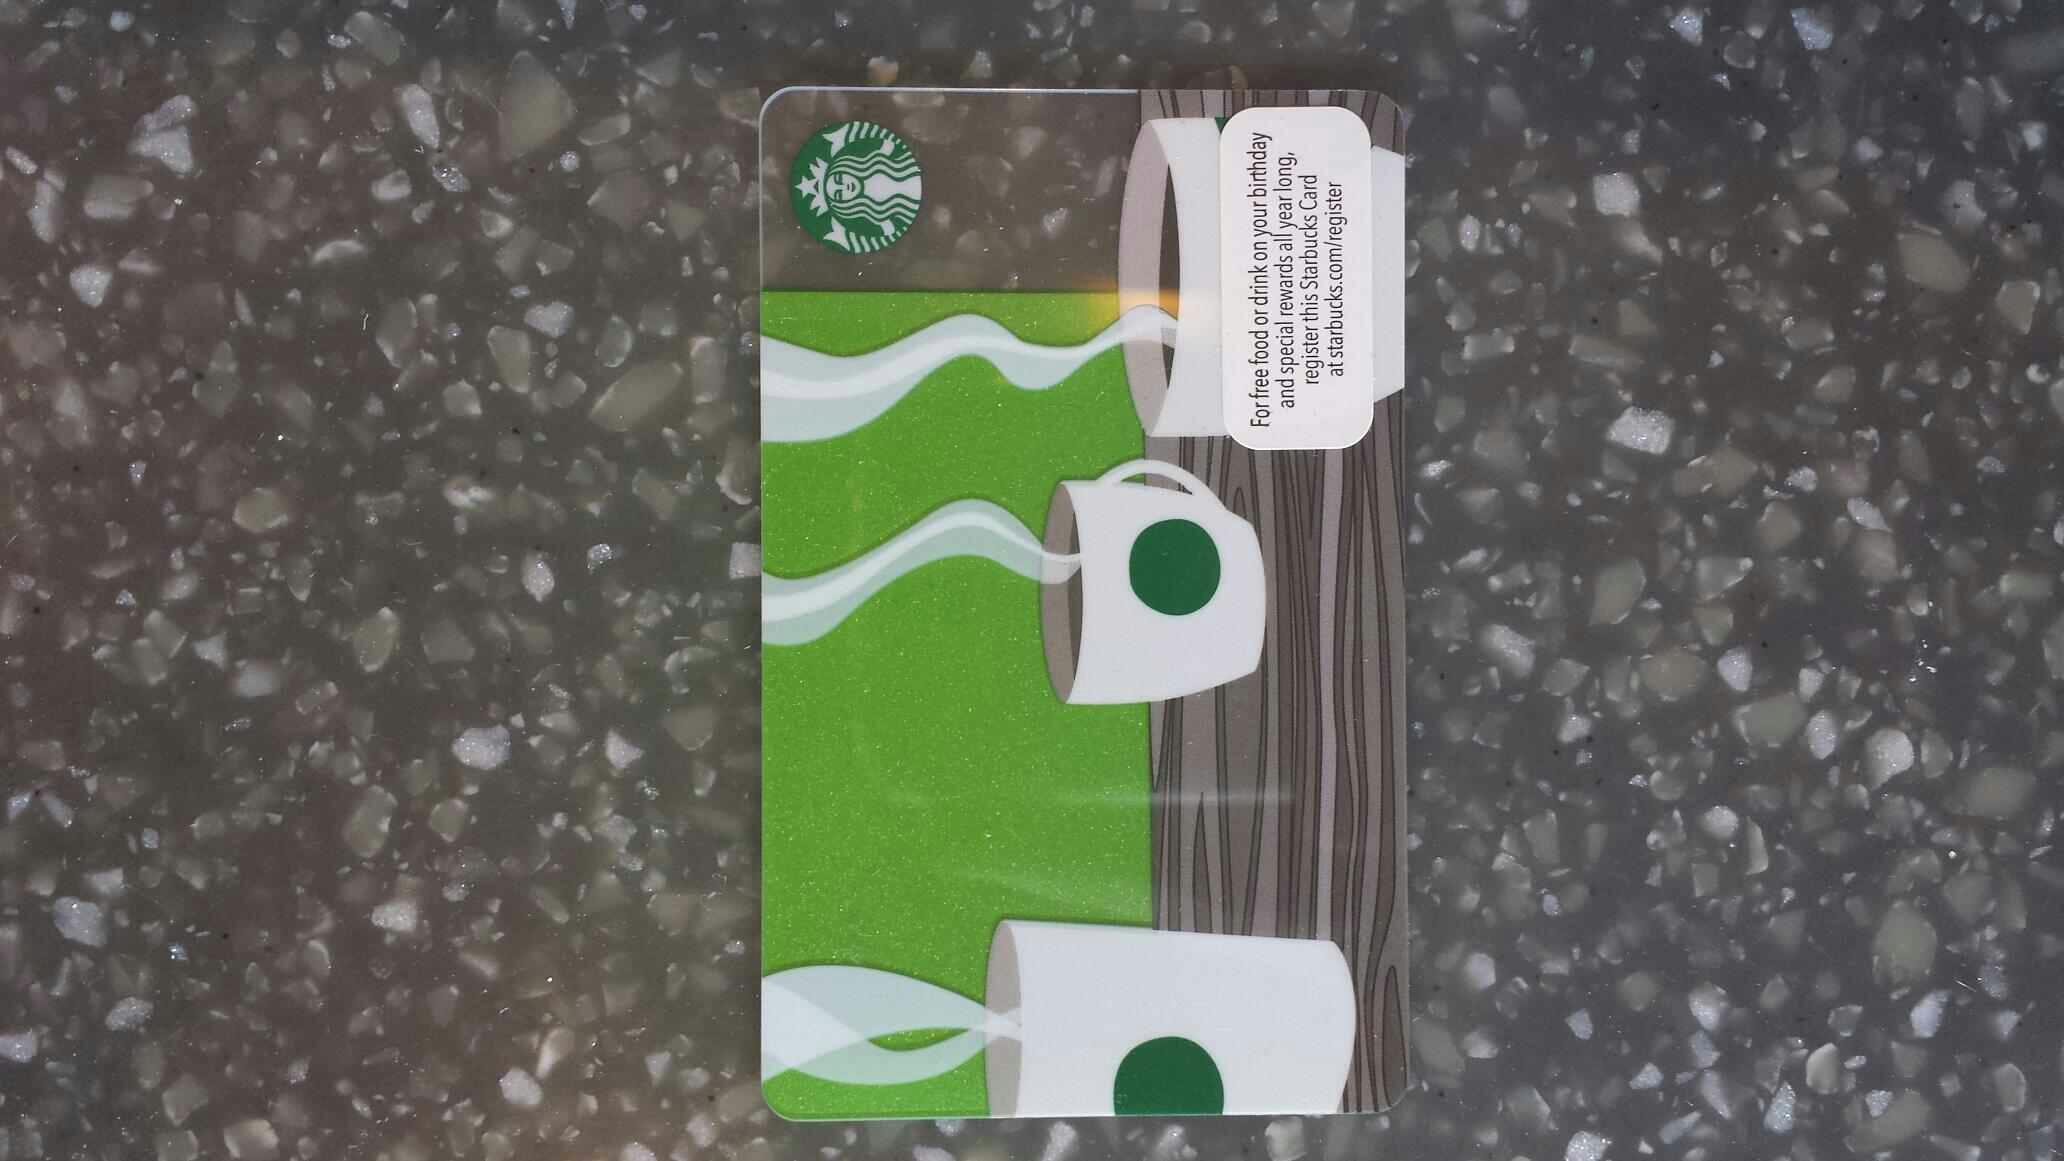 For free food or drink on your birthday
and special rewards all year long,
register this Starbucks Card
at starbucks.com/register